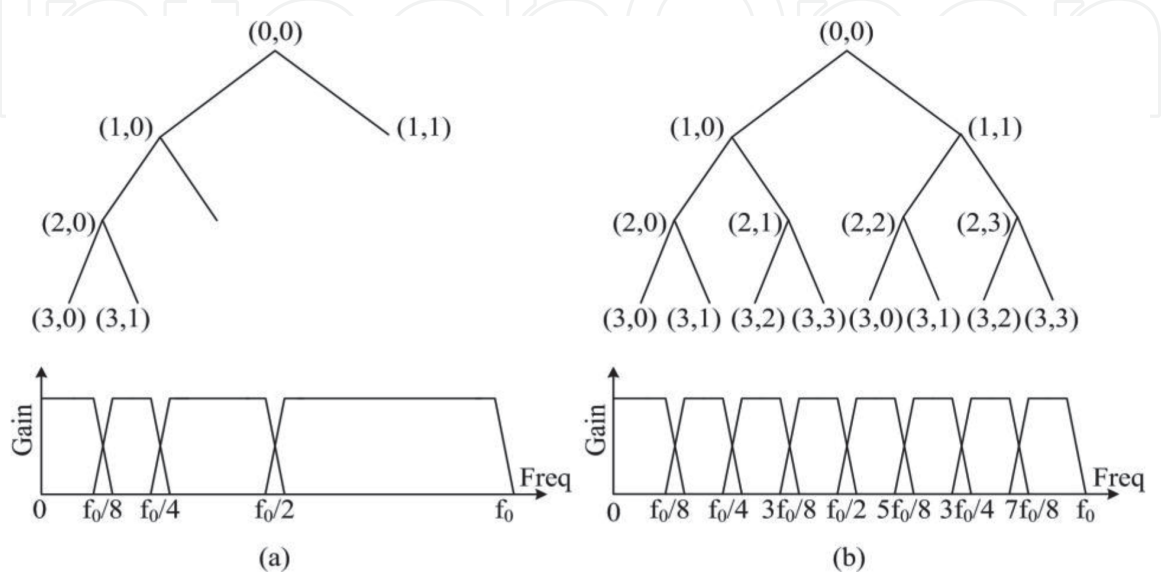 (0,0)
(1,0)
(1,1)
(2,0)
(3,0) (3,1)
Gain
Freq
0 f₀/8 f₀/4 f₀/2 f₀
(a)
(0,0)
(1,0)
(1,1)
(2,0) (2,1) (2,2) (2,3)
(3,0) (3,1) (3,2) (3,3) (3,0) (3,1) (3,2) (3,3)
Gain
Freq
0 f₀/8 f₀/4 3f₀/8 f₀/2 5f₀/8 3f₀/4 7f₀/8 f₀
(b)